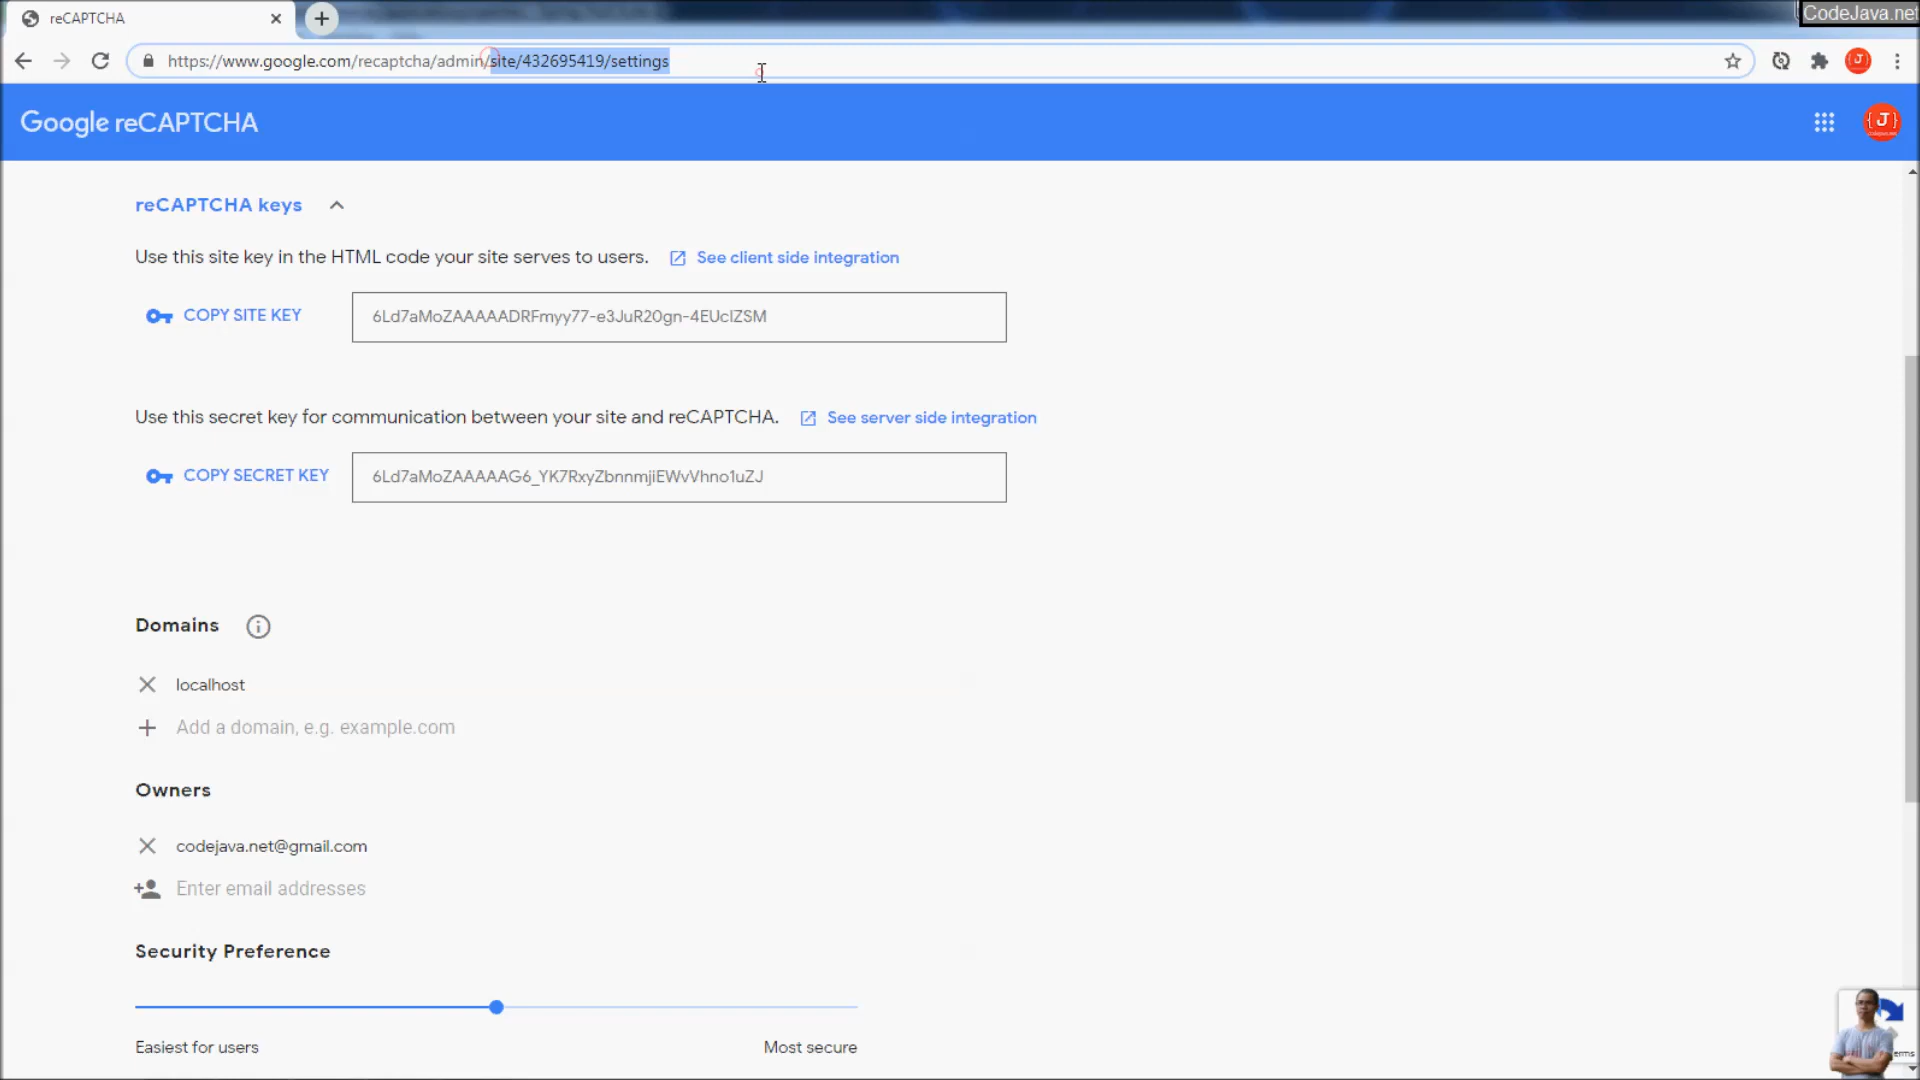 reCAPTCHA
CodeJava.net
https://www.google.com/recaptcha/admin/site/432695419/settings
Google reCAPTCHA
{J}
reCAPTCHA keys
Use this site key in the HTML code your site serves to users.
See client side integration
COPY SITE KEY
6Ld7aMoZAAAAADRFmyy77-e3JuR20gn-4EUclZSM
Use this secret key for communication between your site and reCAPTCHA.
See server side integration
COPY SECRET KEY
6Ld7aMoZAAAAAG6_YK7RxyZbnnmjiEWvVhno1uZJ
Domains
localhost
Add a domain, e.g. example.com
Owners
codejava.net@gmail.com
Enter email addresses
Security Preference
Easiest for users
Most secure